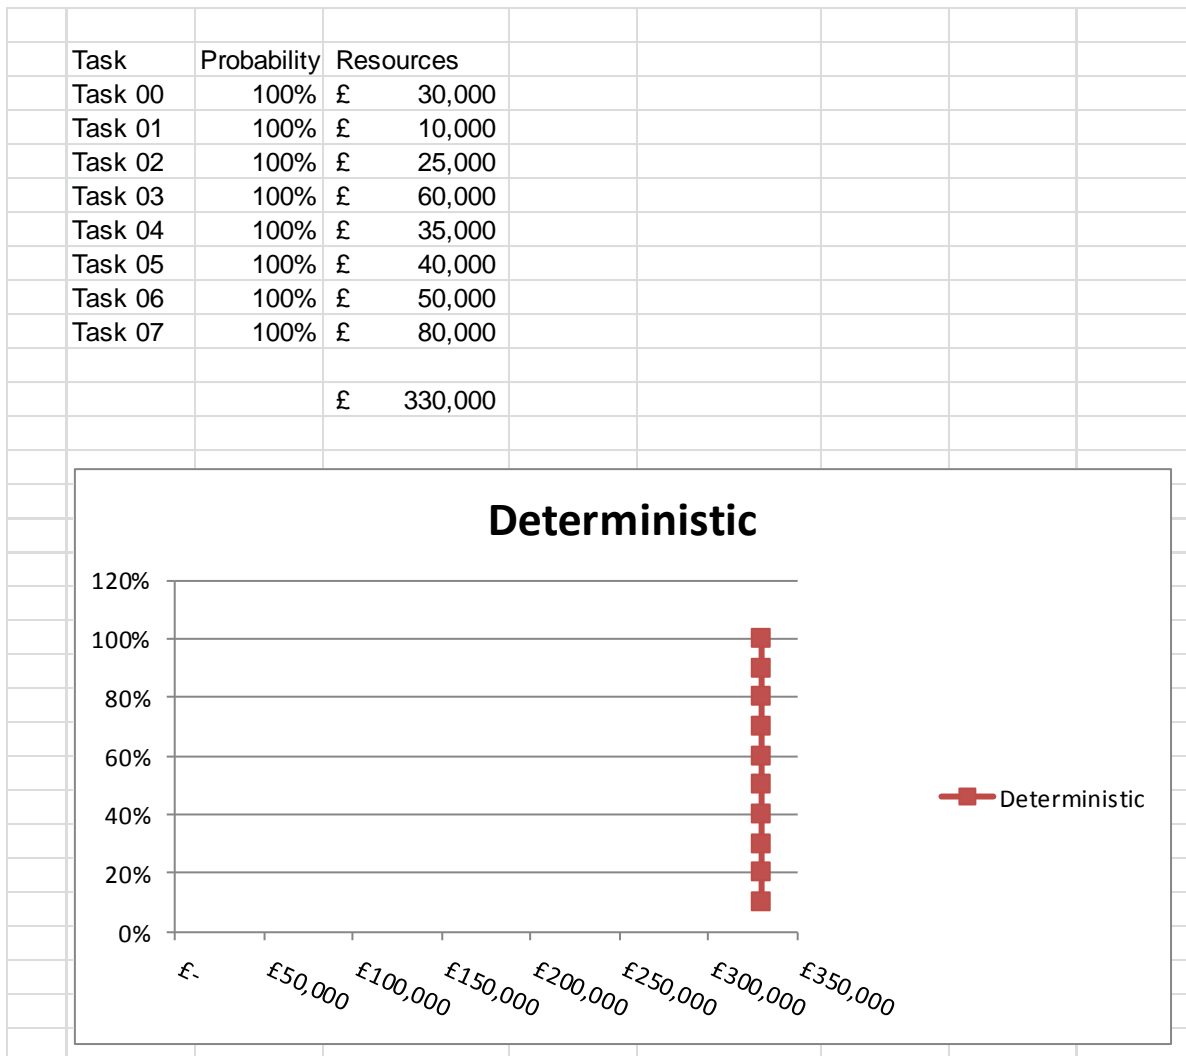 Task Probability Resources
Task 00 100% £ 30,000
Task 01 100% £ 10,000
Task 02 100% £ 25,000
Task 03 100% £ 60,000
Task 04 100% £ 35,000
Task 05 100% £ 40,000
Task 06 100% £ 50,000
Task 07 100% £ 80,000
£ 330,000
Deterministic
120%
100%
80%
60%
40%
20%
0%
£- £50,000 £100,000 £150,000 £200,000 £250,000 £300,000 £350,000
Deterministic